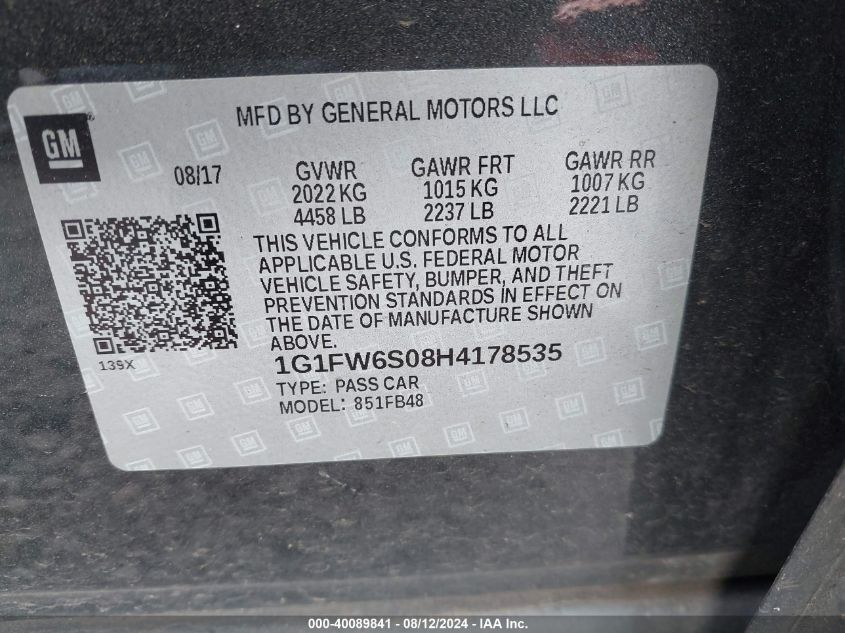 MFD BY GENERAL MOTORS LLC
GM
08/17
GVWR
2022 KG
4458 LB
GAWR FRT
1015 KG
2237 LB
GAWR RR
1007 KG
2221 LB
THIS VEHICLE CONFORMS TO ALL
APPLICABLE U.S. FEDERAL MOTOR
VEHICLE SAFETY, BUMPER, AND THEFT
PREVENTION STANDARDS IN EFFECT ON
THE DATE OF MANUFACTURE SHOWN
ABOVE.
139X
1G1FW6S08H4178535
TYPE: PASS CAR
MODEL: 851FB48
000-40089841 - 08/12/2024 - IAA Inc.